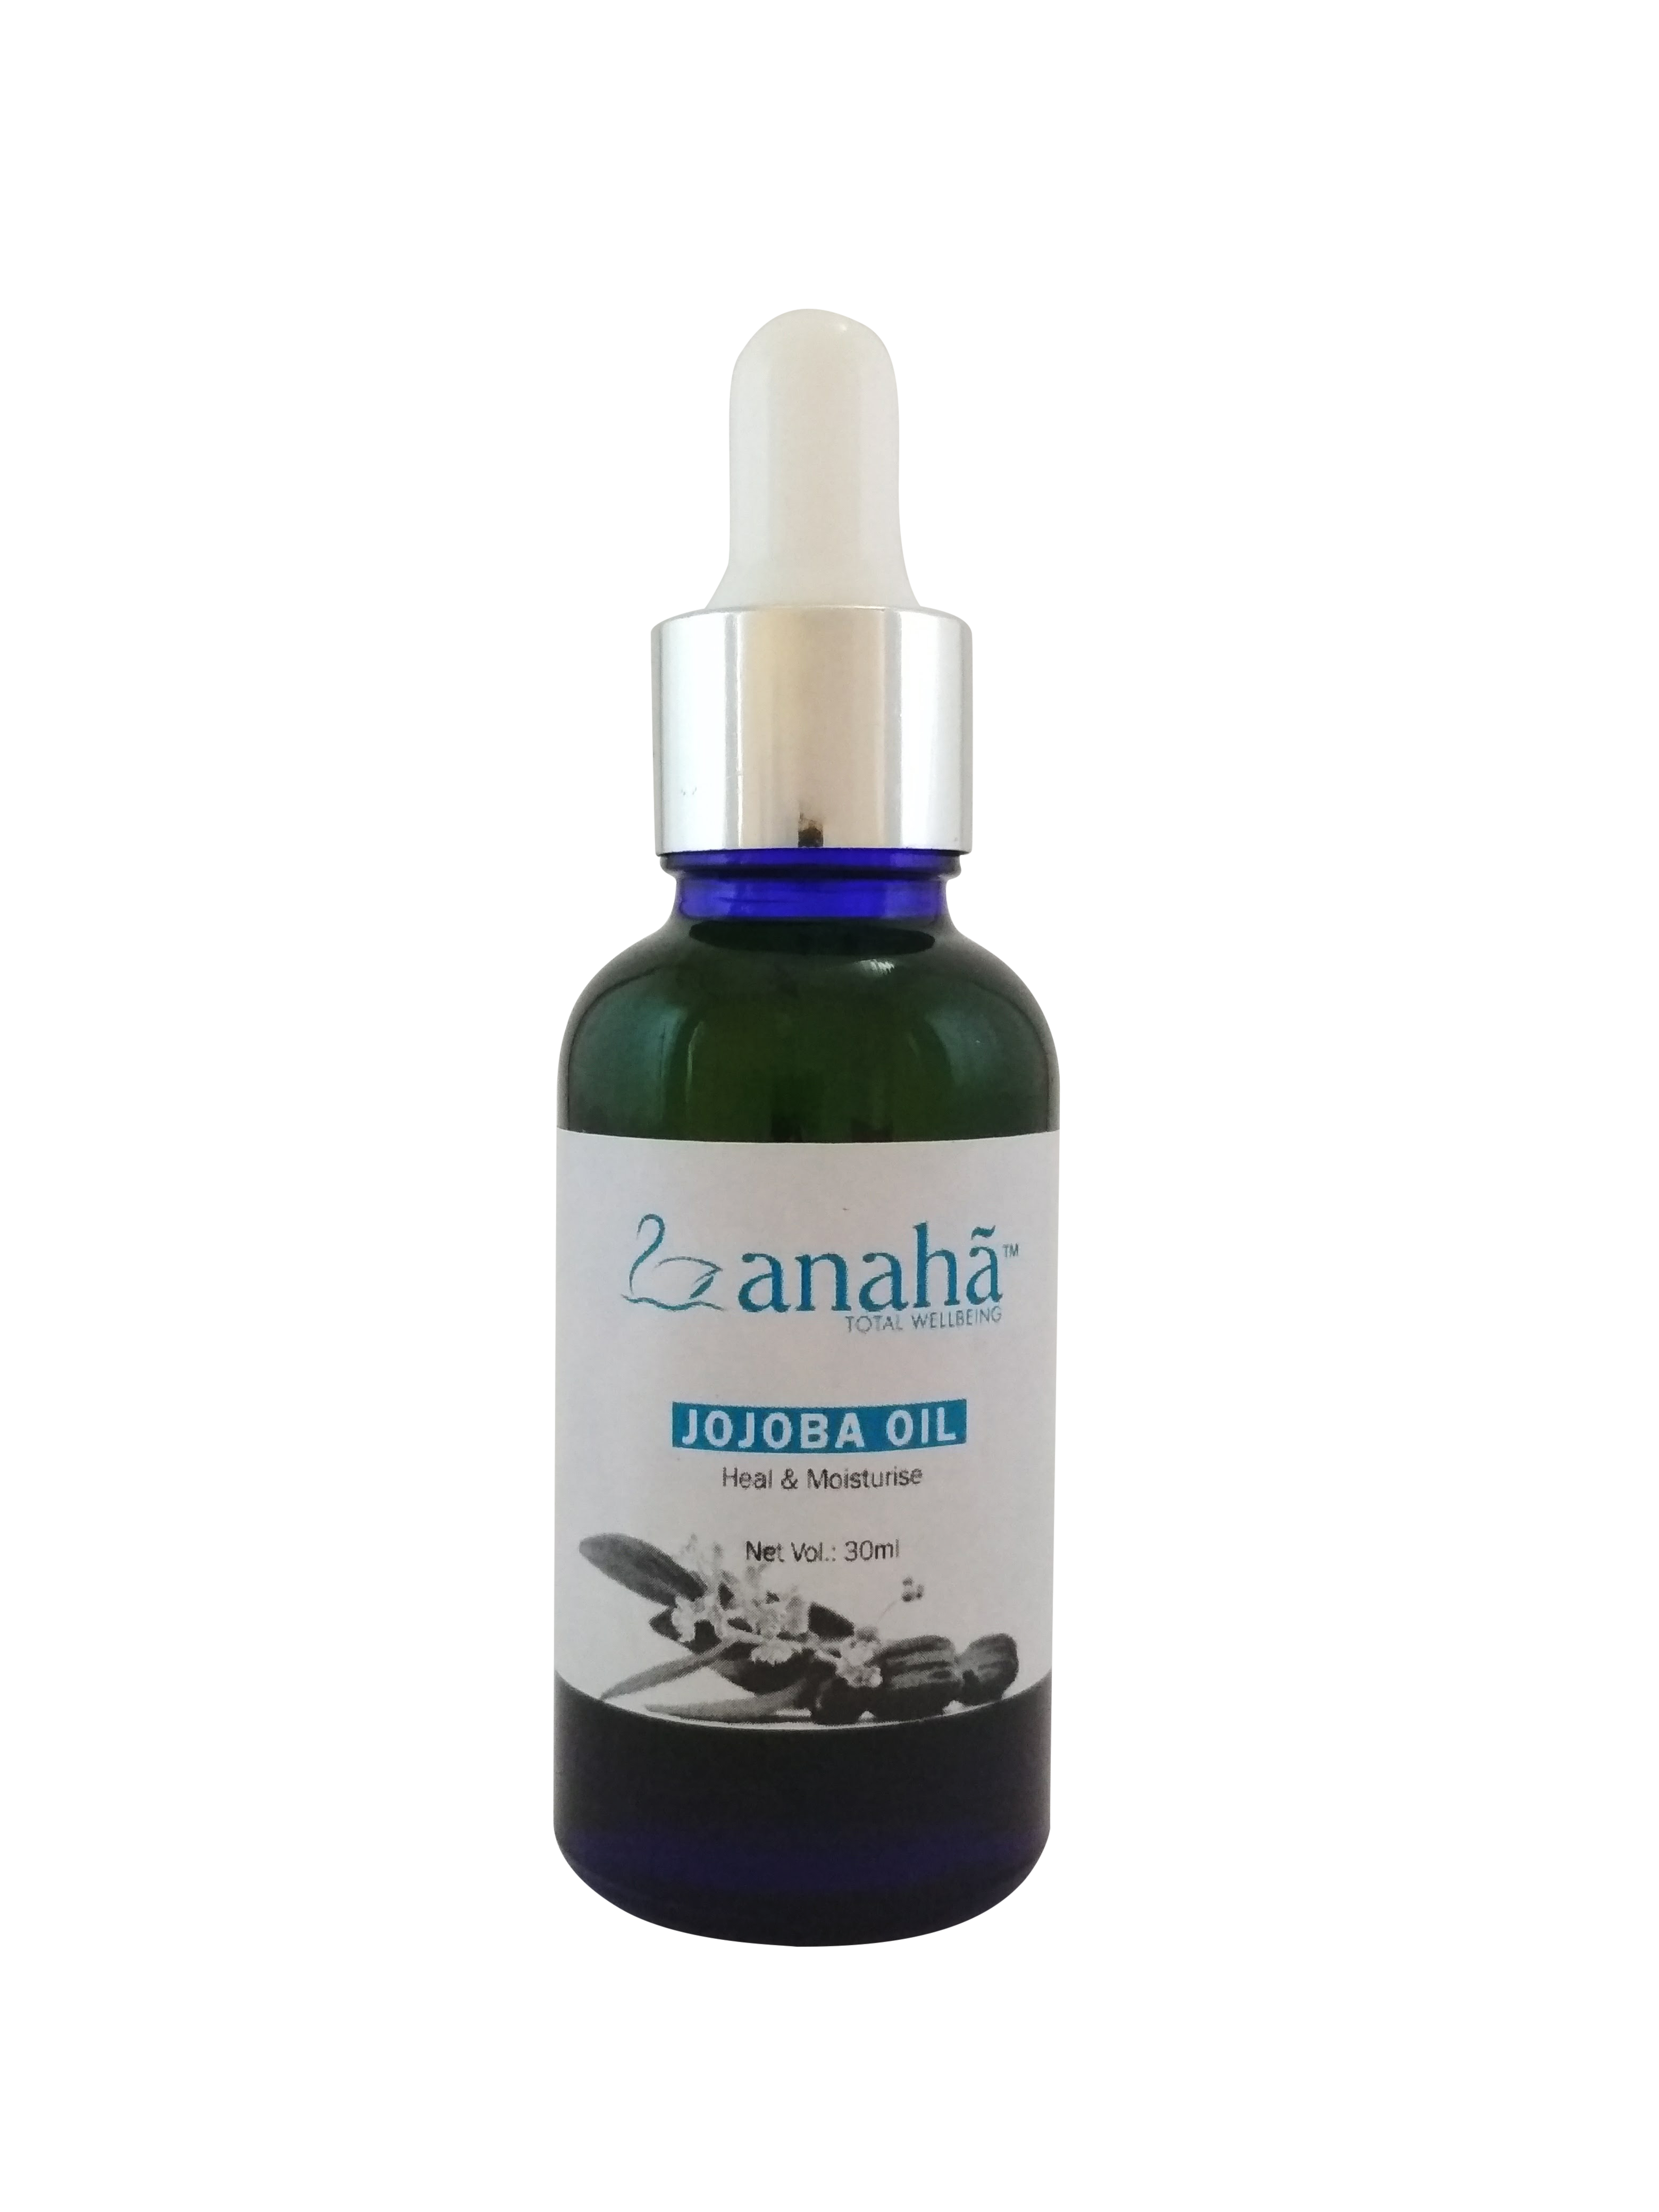 anahã™
TOTAL WELLBEING
JOJOBA OIL
Heal & Moisturise
Net Vol.: 30ml